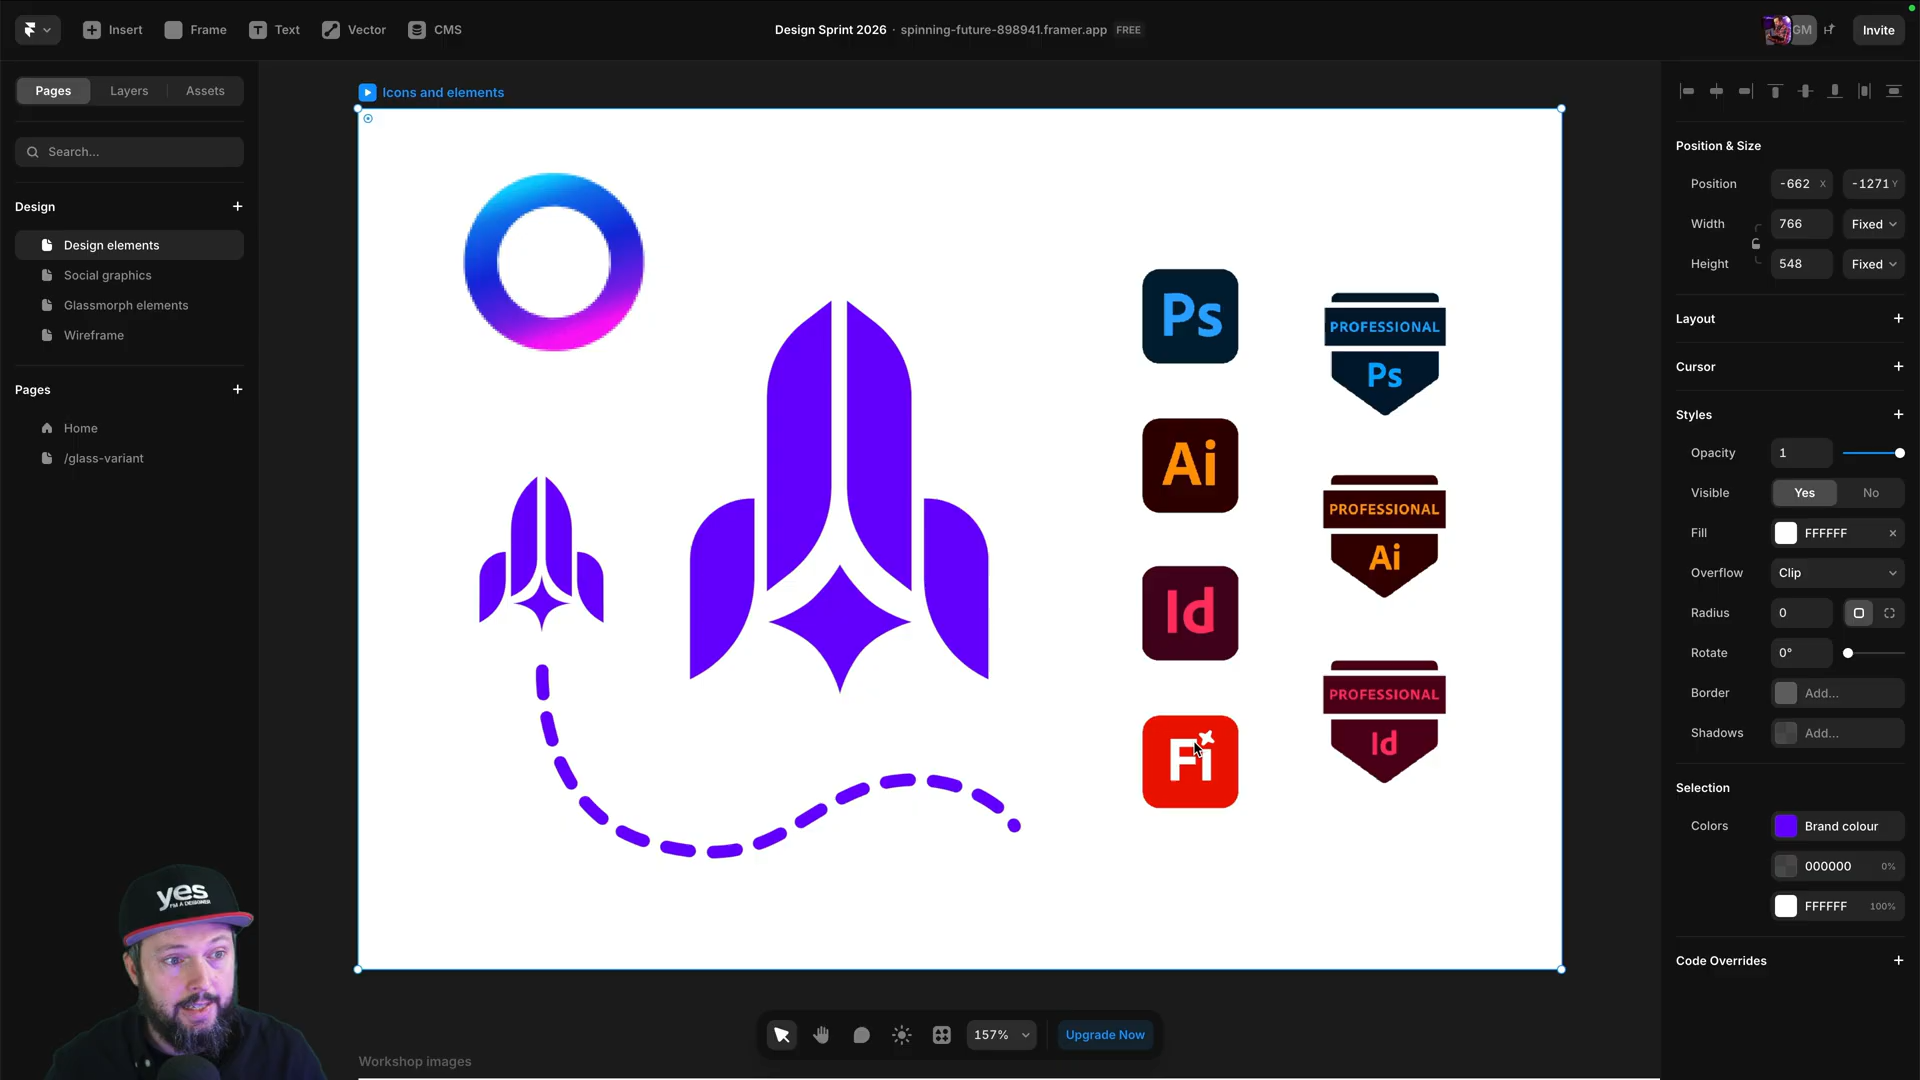 Insert
Frame
Text
Vector
CMS
Design Sprint 2026 · spinning-future-898941.framer.app FREE
GM
Invite
Pages
Layers
Assets
Search...
Design
Design elements
Social graphics
Glassmorph elements
Wireframe
Pages
Home
/glass-variant
Icons and elements
Ps
PROFESSIONAL
Ps
Ai
PROFESSIONAL
Ai
Id
PROFESSIONAL
Id
Fi
Workshop images
157%
Upgrade Now
Position & Size
Position -662 X -1271 Y
Width 766 Fixed
Height 548 Fixed
Layout
Cursor
Styles
Opacity 1
Visible Yes No
Fill FFFFFF
Overflow Clip
Radius 0
Rotate 0°
Border Add...
Shadows Add...
Selection
Colors Brand colour
000000 0%
FFFFFF 100%
Code Overrides
yes
I'M A DESIGNER